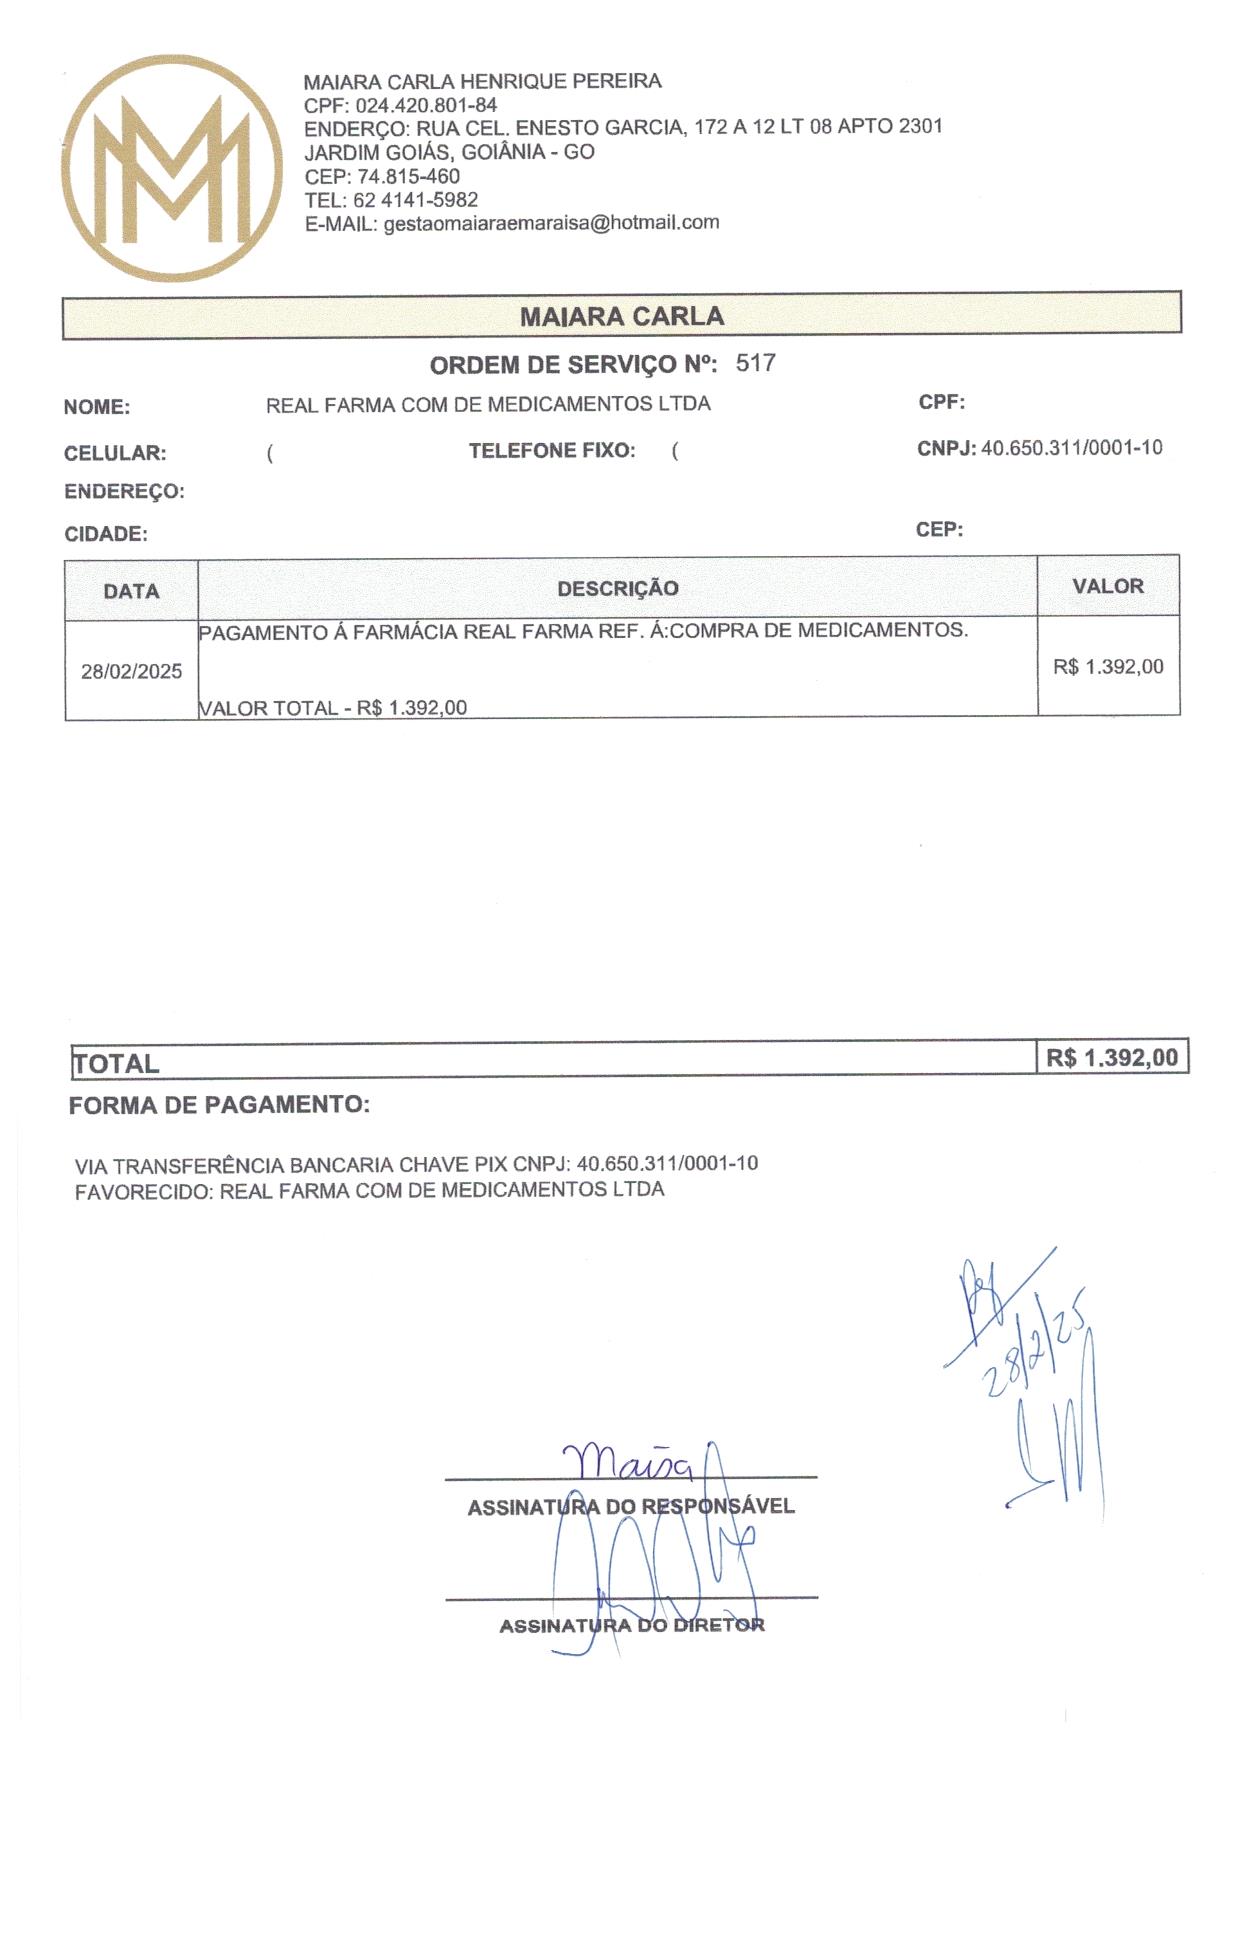 MAIARA CARLA HENRIQUE PEREIRA
CPF: 024.420.801-84
ENDERÇO: RUA CEL. ENESTO GARCIA, 172 A 12 LT 08 APTO 2301
JARDIM GOIÁS, GOIÂNIA - GO
CEP: 74.815-460
TEL: 62 4141-5982
E-MAIL: gestaomaiaraemaraisa@hotmail.com
MAIARA CARLA
ORDEM DE SERVIÇO Nº: 517
NOME: REAL FARMA COM DE MEDICAMENTOS LTDA CPF:
CELULAR: ( TELEFONE FIXO: ( CNPJ: 40.650.311/0001-10
ENDEREÇO:
CIDADE: CEP:
DATA DESCRIÇÃO VALOR
PAGAMENTO Á FARMÁCIA REAL FARMA REF. Á:COMPRA DE MEDICAMENTOS.
28/02/2025 R$ 1.392,00
VALOR TOTAL - R$ 1.392,00
TOTAL R$ 1.392,00
FORMA DE PAGAMENTO:
VIA TRANSFERÊNCIA BANCARIA CHAVE PIX CNPJ: 40.650.311/0001-10
FAVORECIDO: REAL FARMA COM DE MEDICAMENTOS LTDA
28/2/25
Maisa
ASSINATURA DO RESPONSÁVEL
ASSINATURA DO DIRETOR